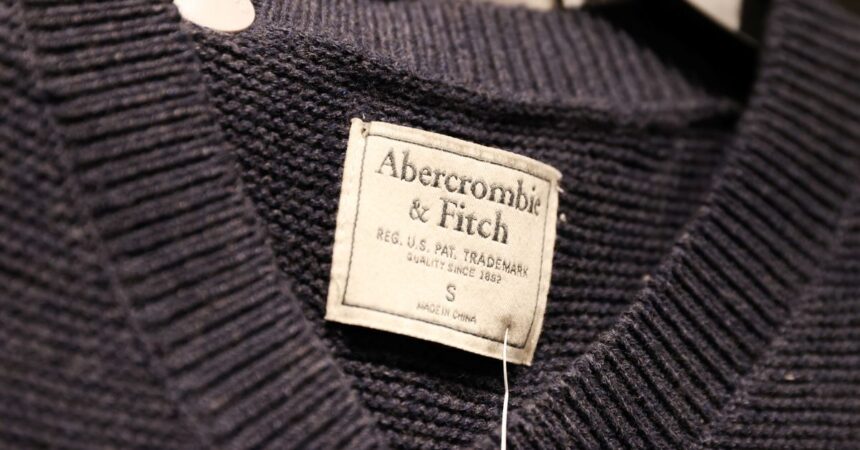 Abercrombie
& Fitch
REG. U.S. PAT. TRADEMARK
QUALITY SINCE 1892
S
MADE IN CHINA